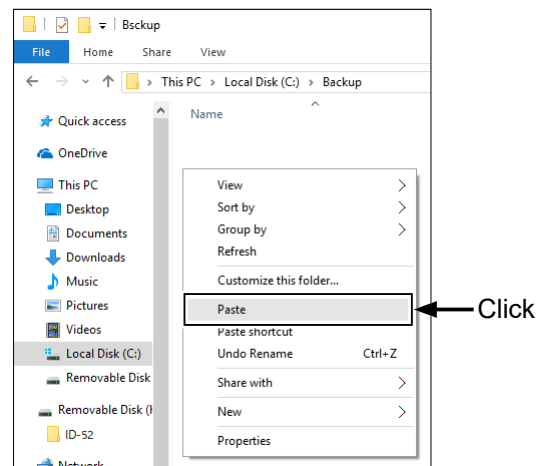 Bsckup
File Home Share View
This PC > Local Disk (C:) > Backup
Quick access
OneDrive
This PC
Desktop
Documents
Downloads
Music
Pictures
Videos
Local Disk (C:)
Removable Disk
Removable Disk (
ID-52
Network
Name
View
Sort by
Group by
Refresh
Customize this folder...
Paste
Paste shortcut
Undo Rename Ctrl+Z
Share with
New
Properties
Click